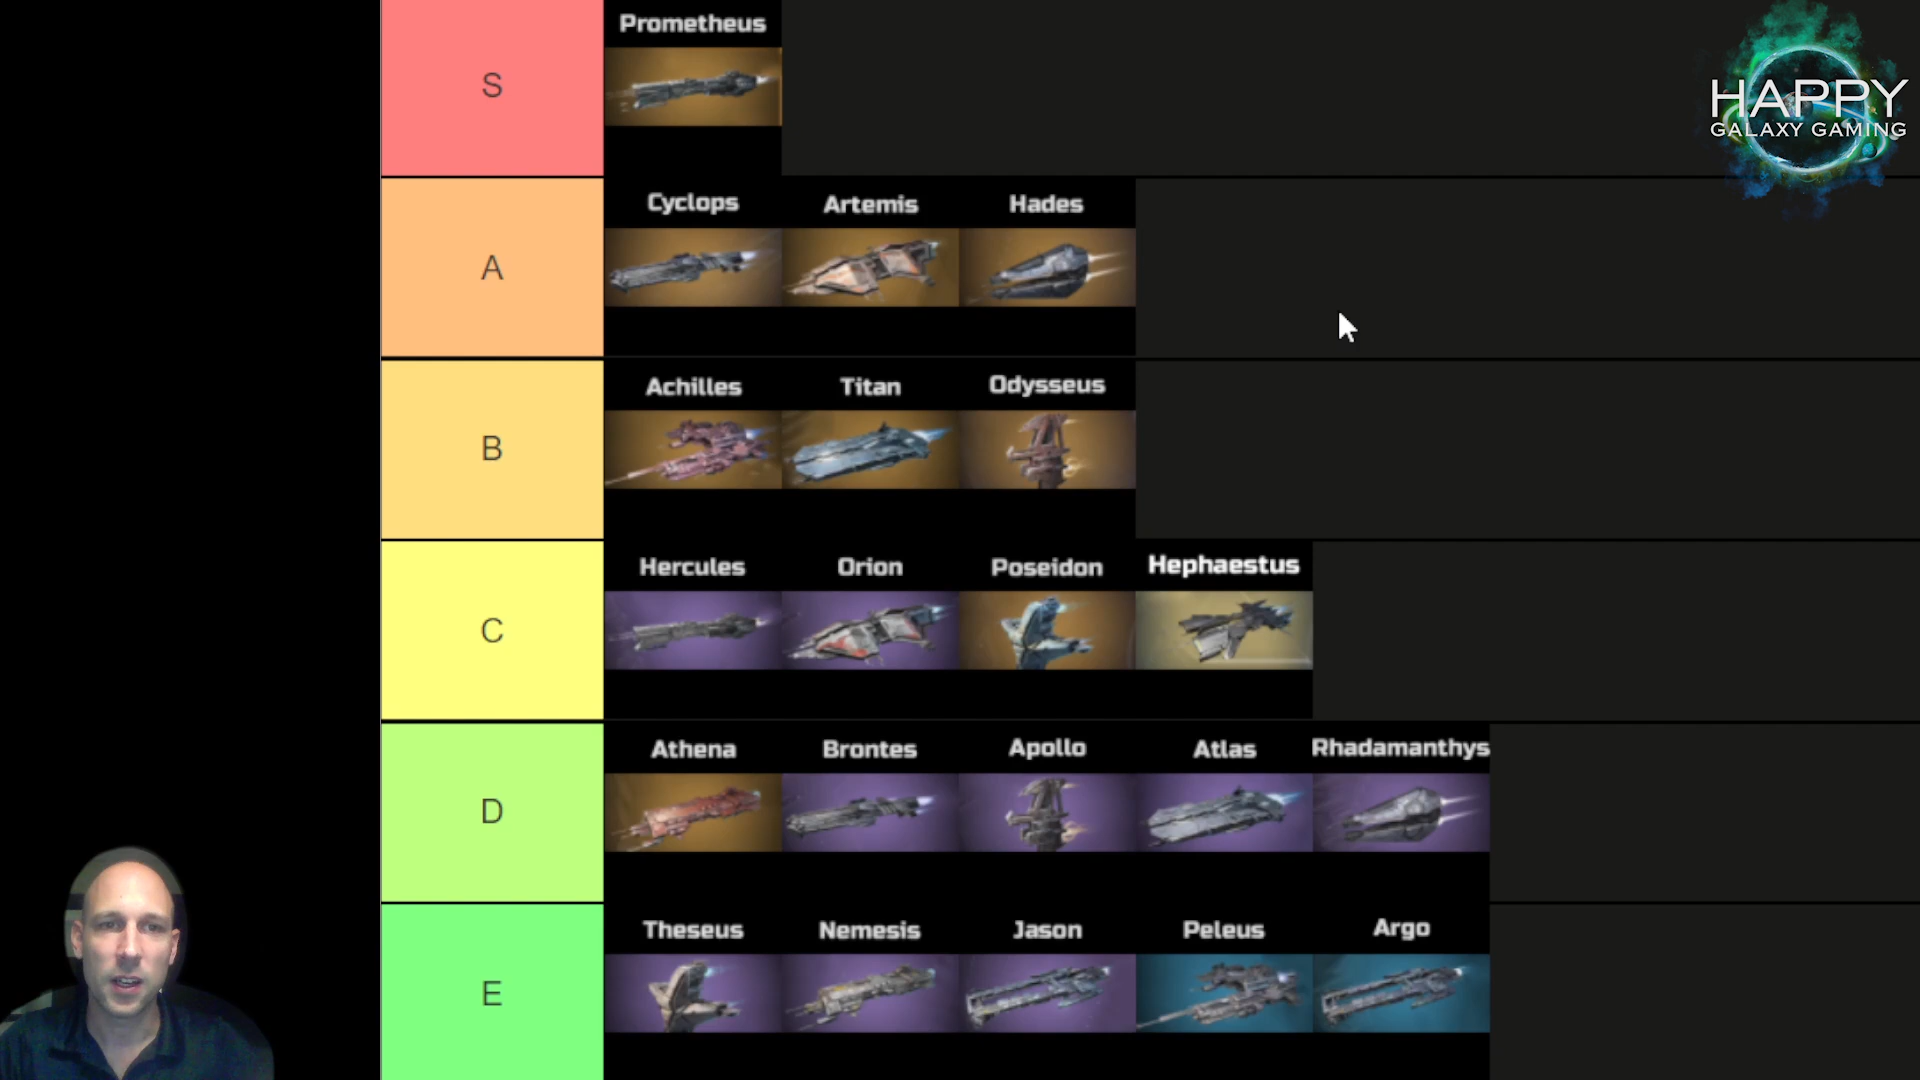 S
Prometheus
HAPPY
GALAXY GAMING
A
Cyclops
Artemis
Hades
B
Achilles
Titan
Odysseus
C
Hercules
Orion
Poseidon
Hephaestus
D
Athena
Brontes
Apollo
Atlas
Rhadamanthys
E
Theseus
Nemesis
Jason
Peleus
Argo